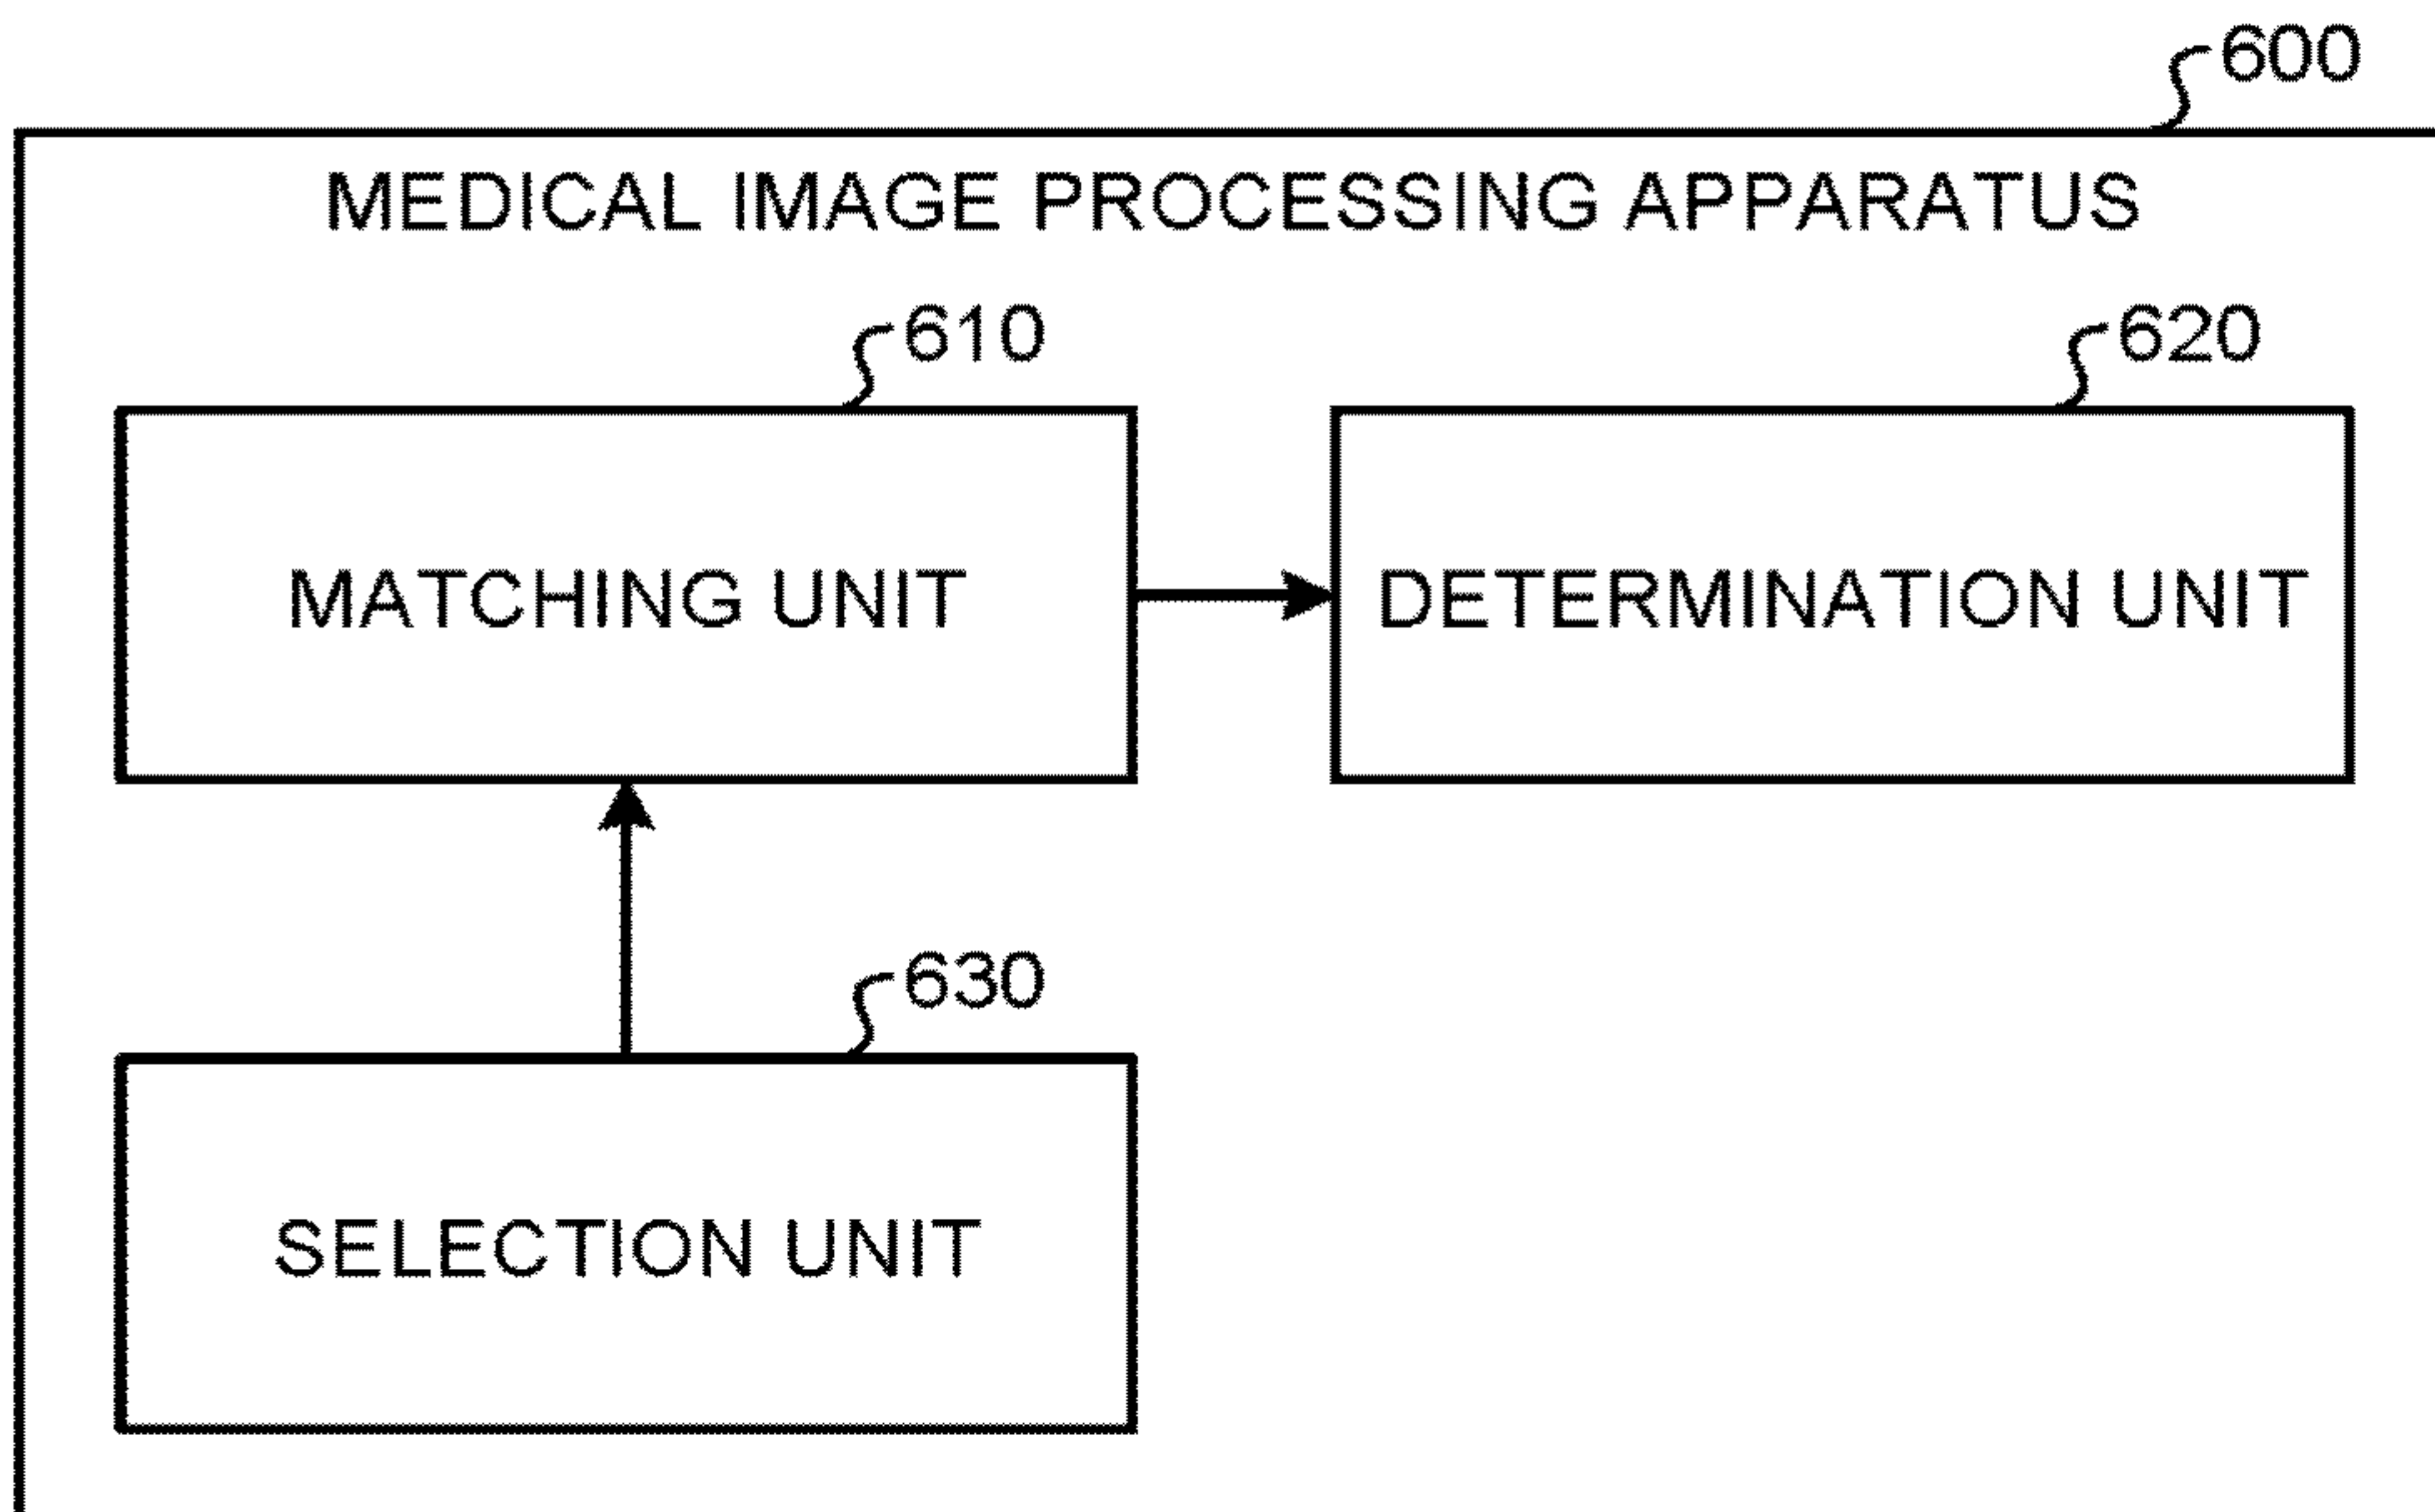 600
MEDICAL IMAGE PROCESSING APPARATUS
610
620
MATCHING UNIT
DETERMINATION UNIT
630
SELECTION UNIT